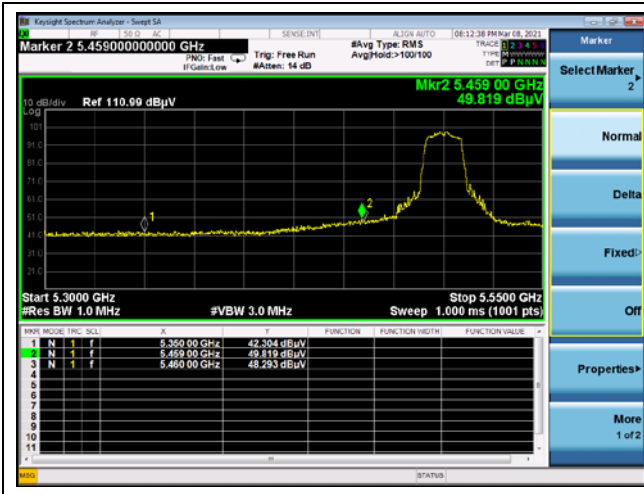 Keysight Spectrum Analyzer - Swept SA
RF 50 Ω AC SENSE:INT ALIGN AUTO 08:12:38 PM Mar 08, 2021
Marker 2 5.459000000000 GHz
PNO: Fast
IFGain:Low
Trig: Free Run
#Atten: 14 dB
#Avg Type: RMS
Avg|Hold:>100/100
TRACE 1 2 3 4 5 6
TYPE M WWWWW
DET P P N N N N
Mkr2 5.459 00 GHz
49.819 dBµV
10 dB/div Ref 110.99 dBµV
Log
101
91.0
81.0
71.0
61.0
51.0
41.0
31.0
21.0
1
2
Start 5.3000 GHz
Stop 5.5500 GHz
#Res BW 1.0 MHz
#VBW 3.0 MHz
Sweep 1.000 ms (1001 pts)
MKR MODE TRC SCL X Y FUNCTION FUNCTION WIDTH FUNCTION VALUE
1 N 1 f 5.350 00 GHz 42.304 dBµV
2 N 1 f 5.459 00 GHz 49.819 dBµV
3 N 1 f 5.460 00 GHz 48.293 dBµV
4
5
6
7
8
9
10
11
MSG
STATUS
Marker
Select Marker
2
Normal
Delta
Fixed
Off
Properties
More
1 of 2